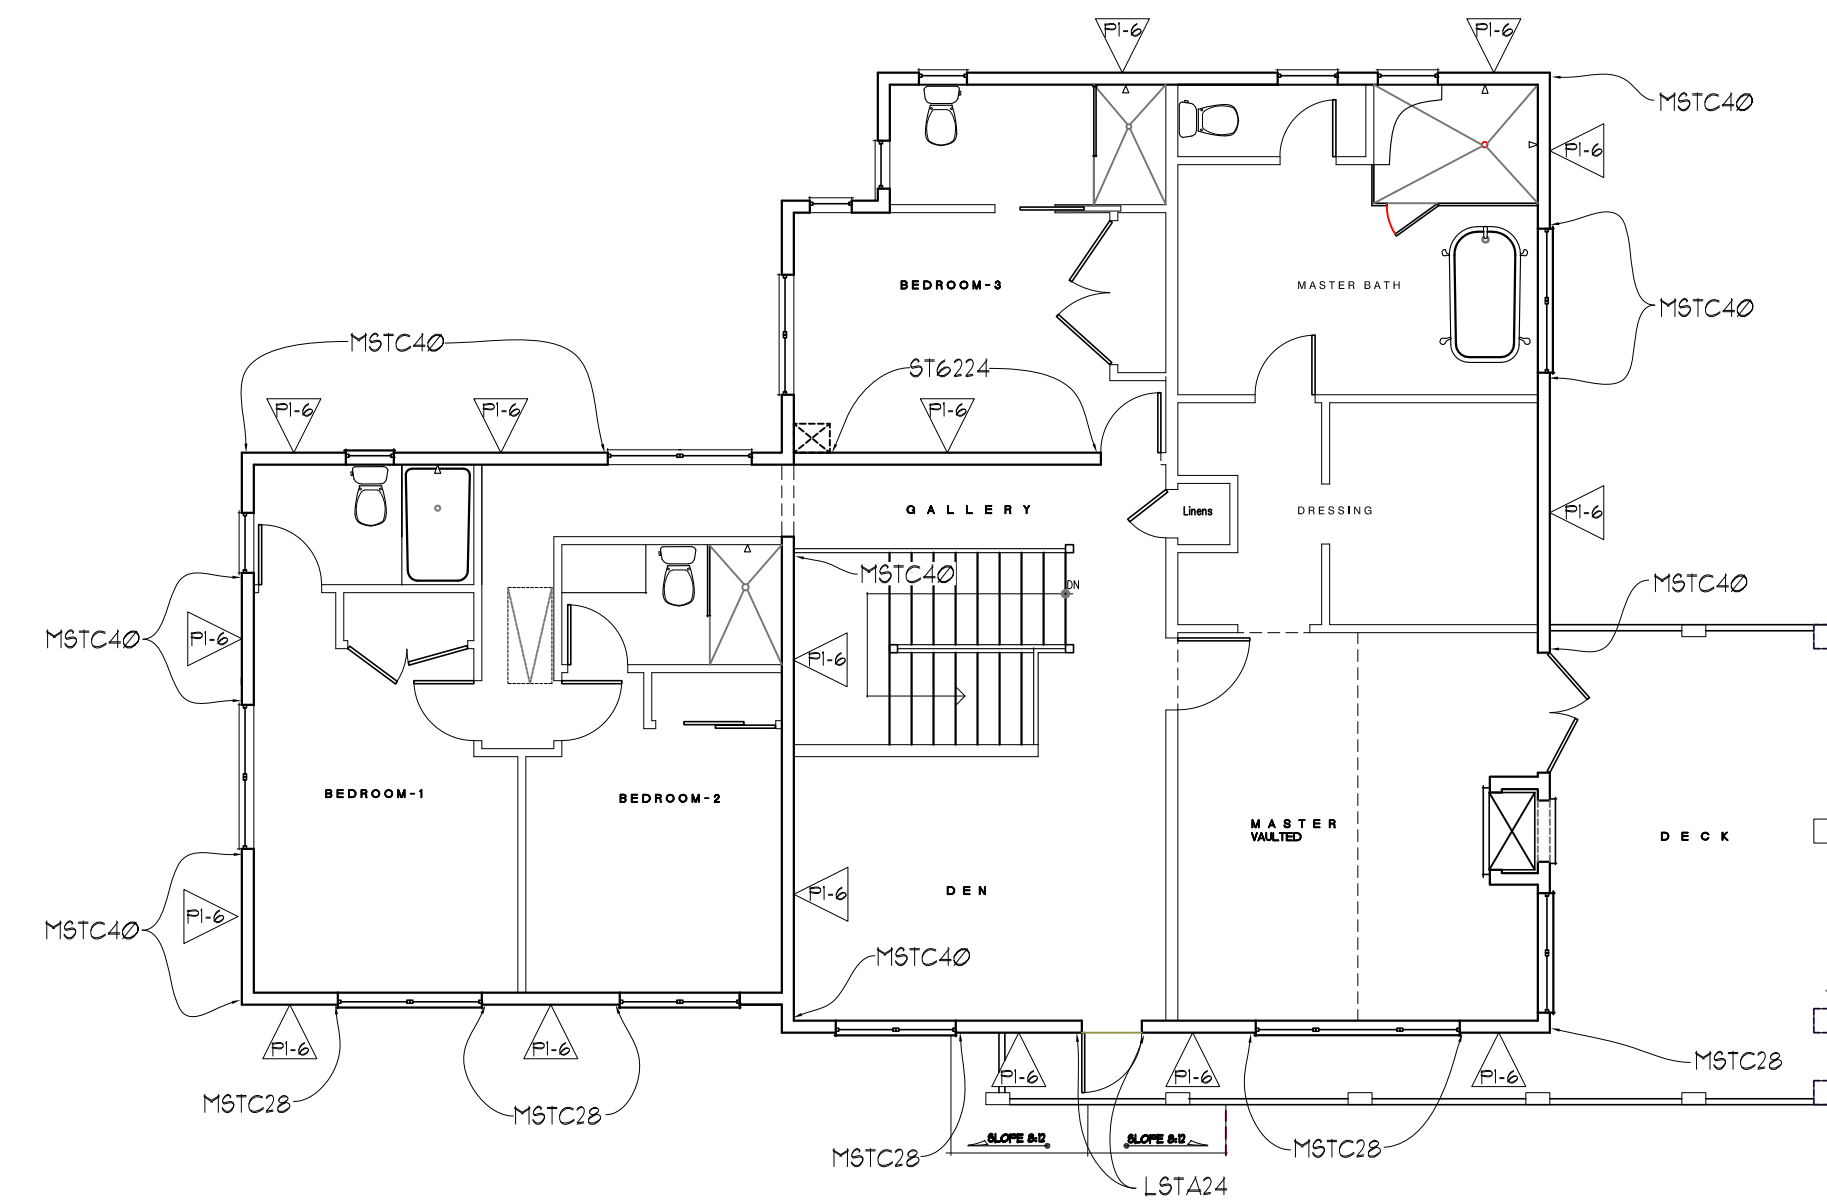 P1-6
P1-6
MSTC40
P1-6
BEDROOM-3
MASTER BATH
MSTC40
MSTC40
ST6224
P1-6
P1-6
P1-6
GALLERY
Linens
DRESSING
P1-6
MSTC40
DN
MSTC40
MSTC40
P1-6
P1-6
BEDROOM-1
BEDROOM-2
MASTER
VAULTED
DECK
DEN
P1-6
P1-6
MSTC40
MSTC40
P1-6
P1-6
P1-6
P1-6
P1-6
MSTC28
MSTC28
MSTC28
SLOPE 8:12
SLOPE 8:12
MSTC28
MSTC28
LSTA24